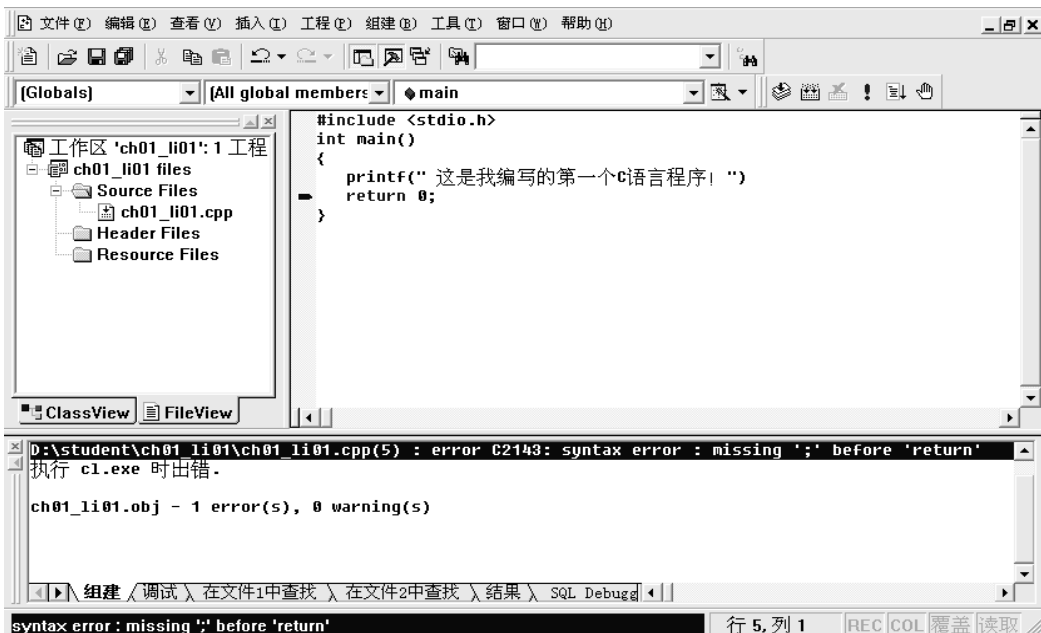 文件(F) 编辑(E) 查看(V) 插入(I) 工程(P) 组建(B) 工具(T) 窗口(W) 帮助(H)
(Globals) (All global members main
工作区 'ch01_li01': 1 工程
ch01_li01 files
Source Files
ch01_li01.cpp
Header Files
Resource Files
ClassView FileView
#include <stdio.h>
int main()
{
printf(" 这是我编写的第一个C语言程序! ")
return 0;
}
D:\student\ch01_li01\ch01_li01.cpp(5) : error C2143: syntax error : missing ';' before 'return'
执行 cl.exe 时出错.
ch01_li01.obj - 1 error(s), 0 warning(s)
组建 调试 在文件1中查找 在文件2中查找 结果 SQL Debugg
syntax error : missing ';' before 'return' 行 5, 列 1 REC COL 覆盖 读取